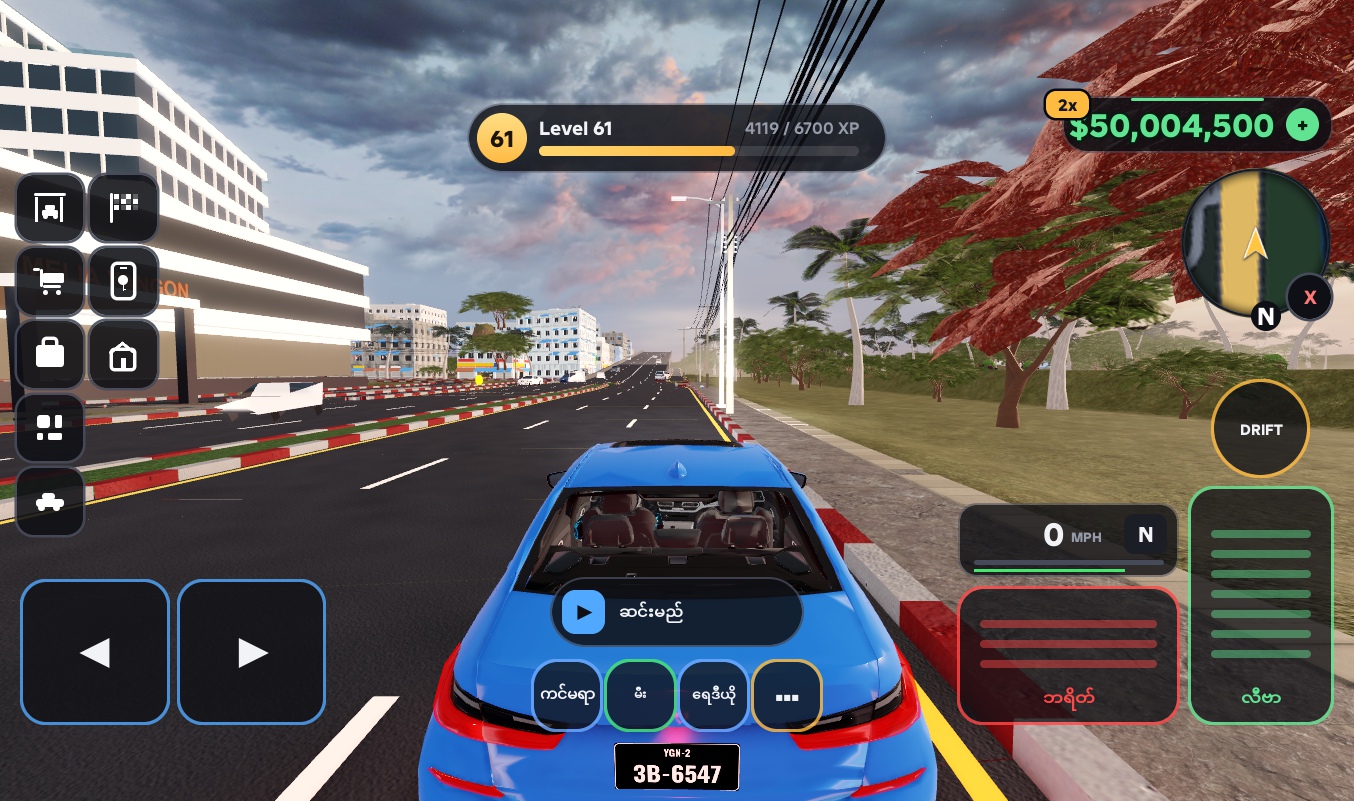 61
Level 61
4119 / 6700 XP
2x
$50,004,500
+
X
N
DRIFT
0 MPH
N
ဆင်းမည်
ကင်မရာ
မီး
ရေဒီယို
ဘရိတ်
လီဗာ
YGN-2
3B-6547